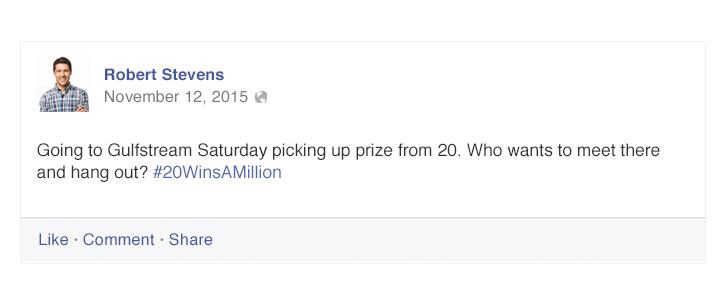 Robert Stevens
November 12, 2015
Going to Gulfstream Saturday picking up prize from 20. Who wants to meet there
and hang out? #20WinsAMillion
Like · Comment · Share